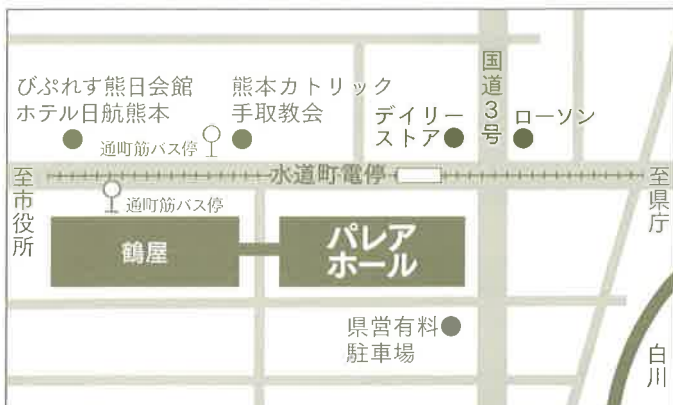 びぷれす熊日会館
ホテル日航熊本
熊本カトリック
手取教会
通町筋バス停
デイリー
ストア
国道3号
ローソン
至市役所
水道町電停
至県庁
通町筋バス停
鶴屋
パレア
ホール
県営有料
駐車場
白川